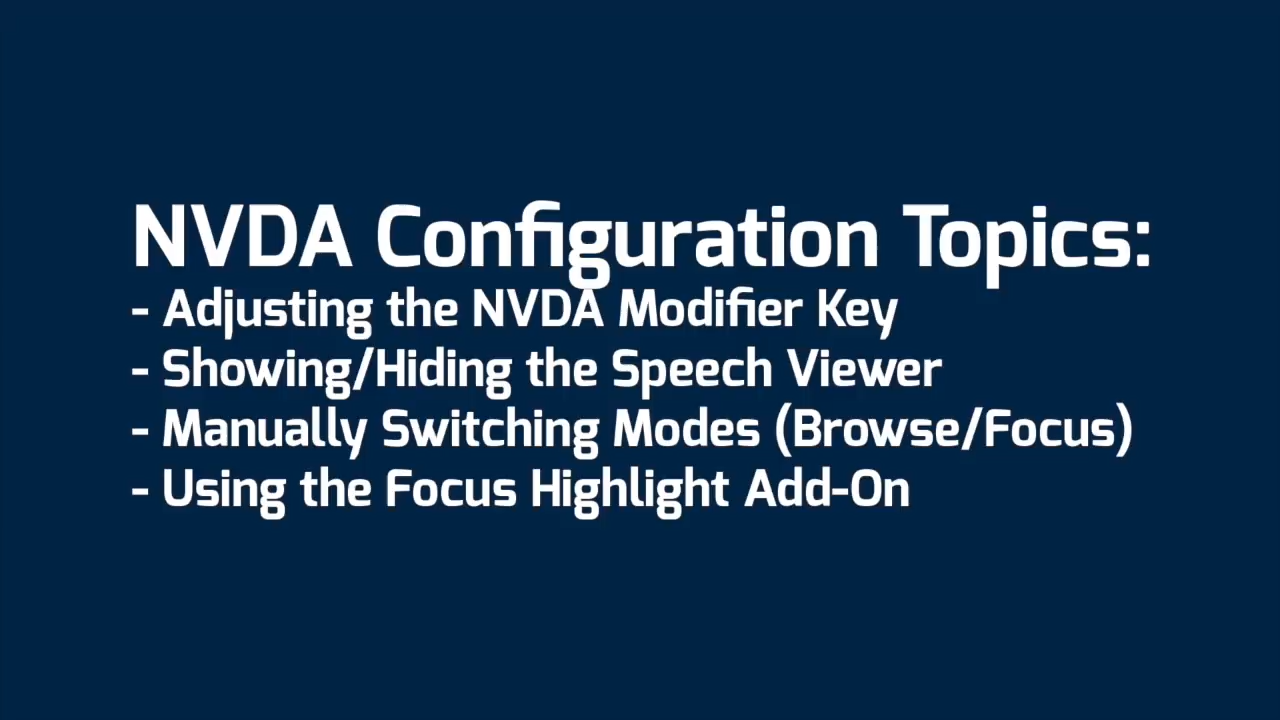 NVDA Configuration Topics:
- Adjusting the NVDA Modifier Key
- Showing/Hiding the Speech Viewer
- Manually Switching Modes (Browse/Focus)
- Using the Focus Highlight Add-On